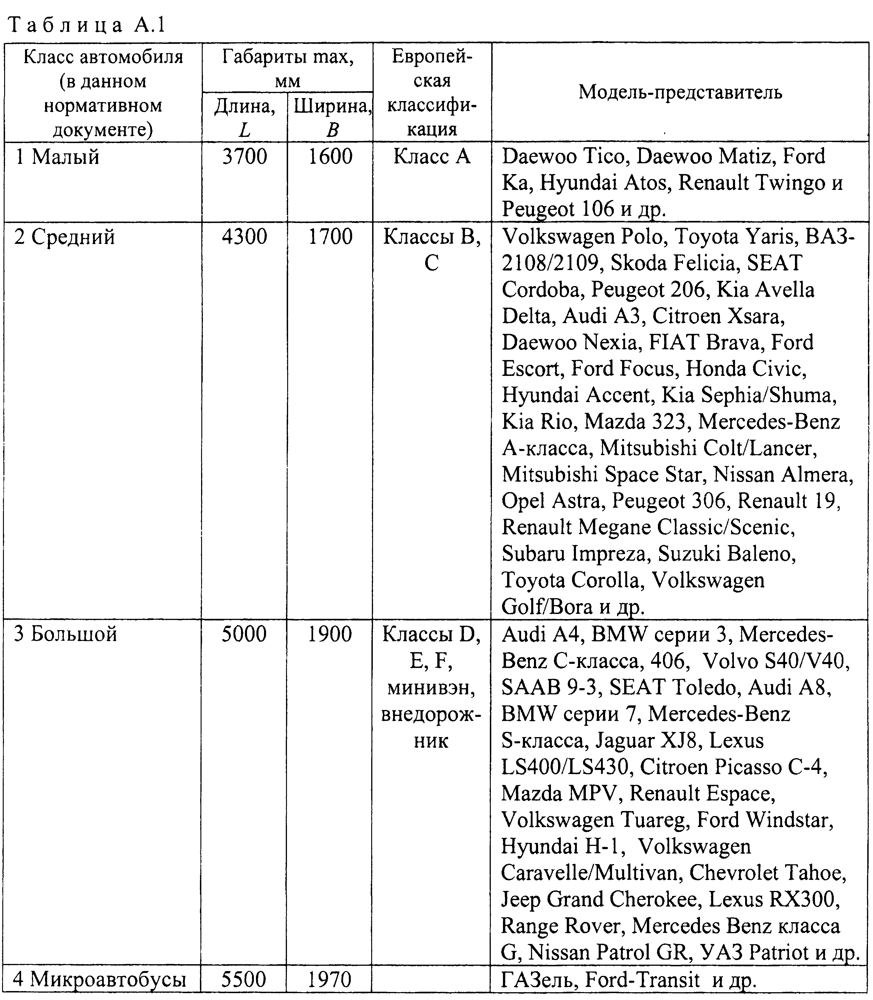 Таблица А.1
Класс автомобиля
(в данном
нормативном
документе)
Габариты max,
мм
Длина,
L
Ширина,
B
Европей-
ская
классифи-
кация
Модель-представитель
1 Малый
3700
1600
Класс А
Daewoo Tico, Daewoo Matiz, Ford
Ka, Hyundai Atos, Renault Twingo и
Peugeot 106 и др.
2 Средний
4300
1700
Классы В,
С
Volkswagen Polo, Toyota Yaris, ВАЗ-
2108/2109, Skoda Felicia, SEAT
Cordoba, Peugeot 206, Kia Avella
Delta, Audi A3, Citroen Xsara,
Daewoo Nexia, FIAT Brava, Ford
Escort, Ford Focus, Honda Civic,
Hyundai Accent, Kia Sephia/Shuma,
Kia Rio, Mazda 323, Mercedes-Benz
А-класса, Mitsubishi Colt/Lancer,
Mitsubishi Space Star, Nissan Almera,
Opel Astra, Peugeot 306, Renault 19,
Renault Megane Classic/Scenic,
Subaru Impreza, Suzuki Baleno,
Toyota Corolla, Volkswagen
Golf/Bora и др.
3 Большой
5000
1900
Классы D,
E, F,
минивэн,
внедорож-
ник
Audi A4, BMW серии 3, Mercedes-
Benz С-класса, 406, Volvo S40/V40,
SAAB 9-3, SEAT Toledo, Audi A8,
BMW серии 7, Mercedes-Benz
S-класса, Jaguar XJ8, Lexus
LS400/LS430, Citroen Picasso C-4,
Mazda MPV, Renault Espace,
Volkswagen Tuareg, Ford Windstar,
Hyundai H-1, Volkswagen
Caravelle/Multivan, Chevrolet Tahoe,
Jeep Grand Cherokee, Lexus RX300,
Range Rover, Mercedes Benz класса
G, Nissan Patrol GR, УАЗ Patriot и др.
4 Микроавтобусы
5500
1970
ГАЗель, Ford-Transit и др.